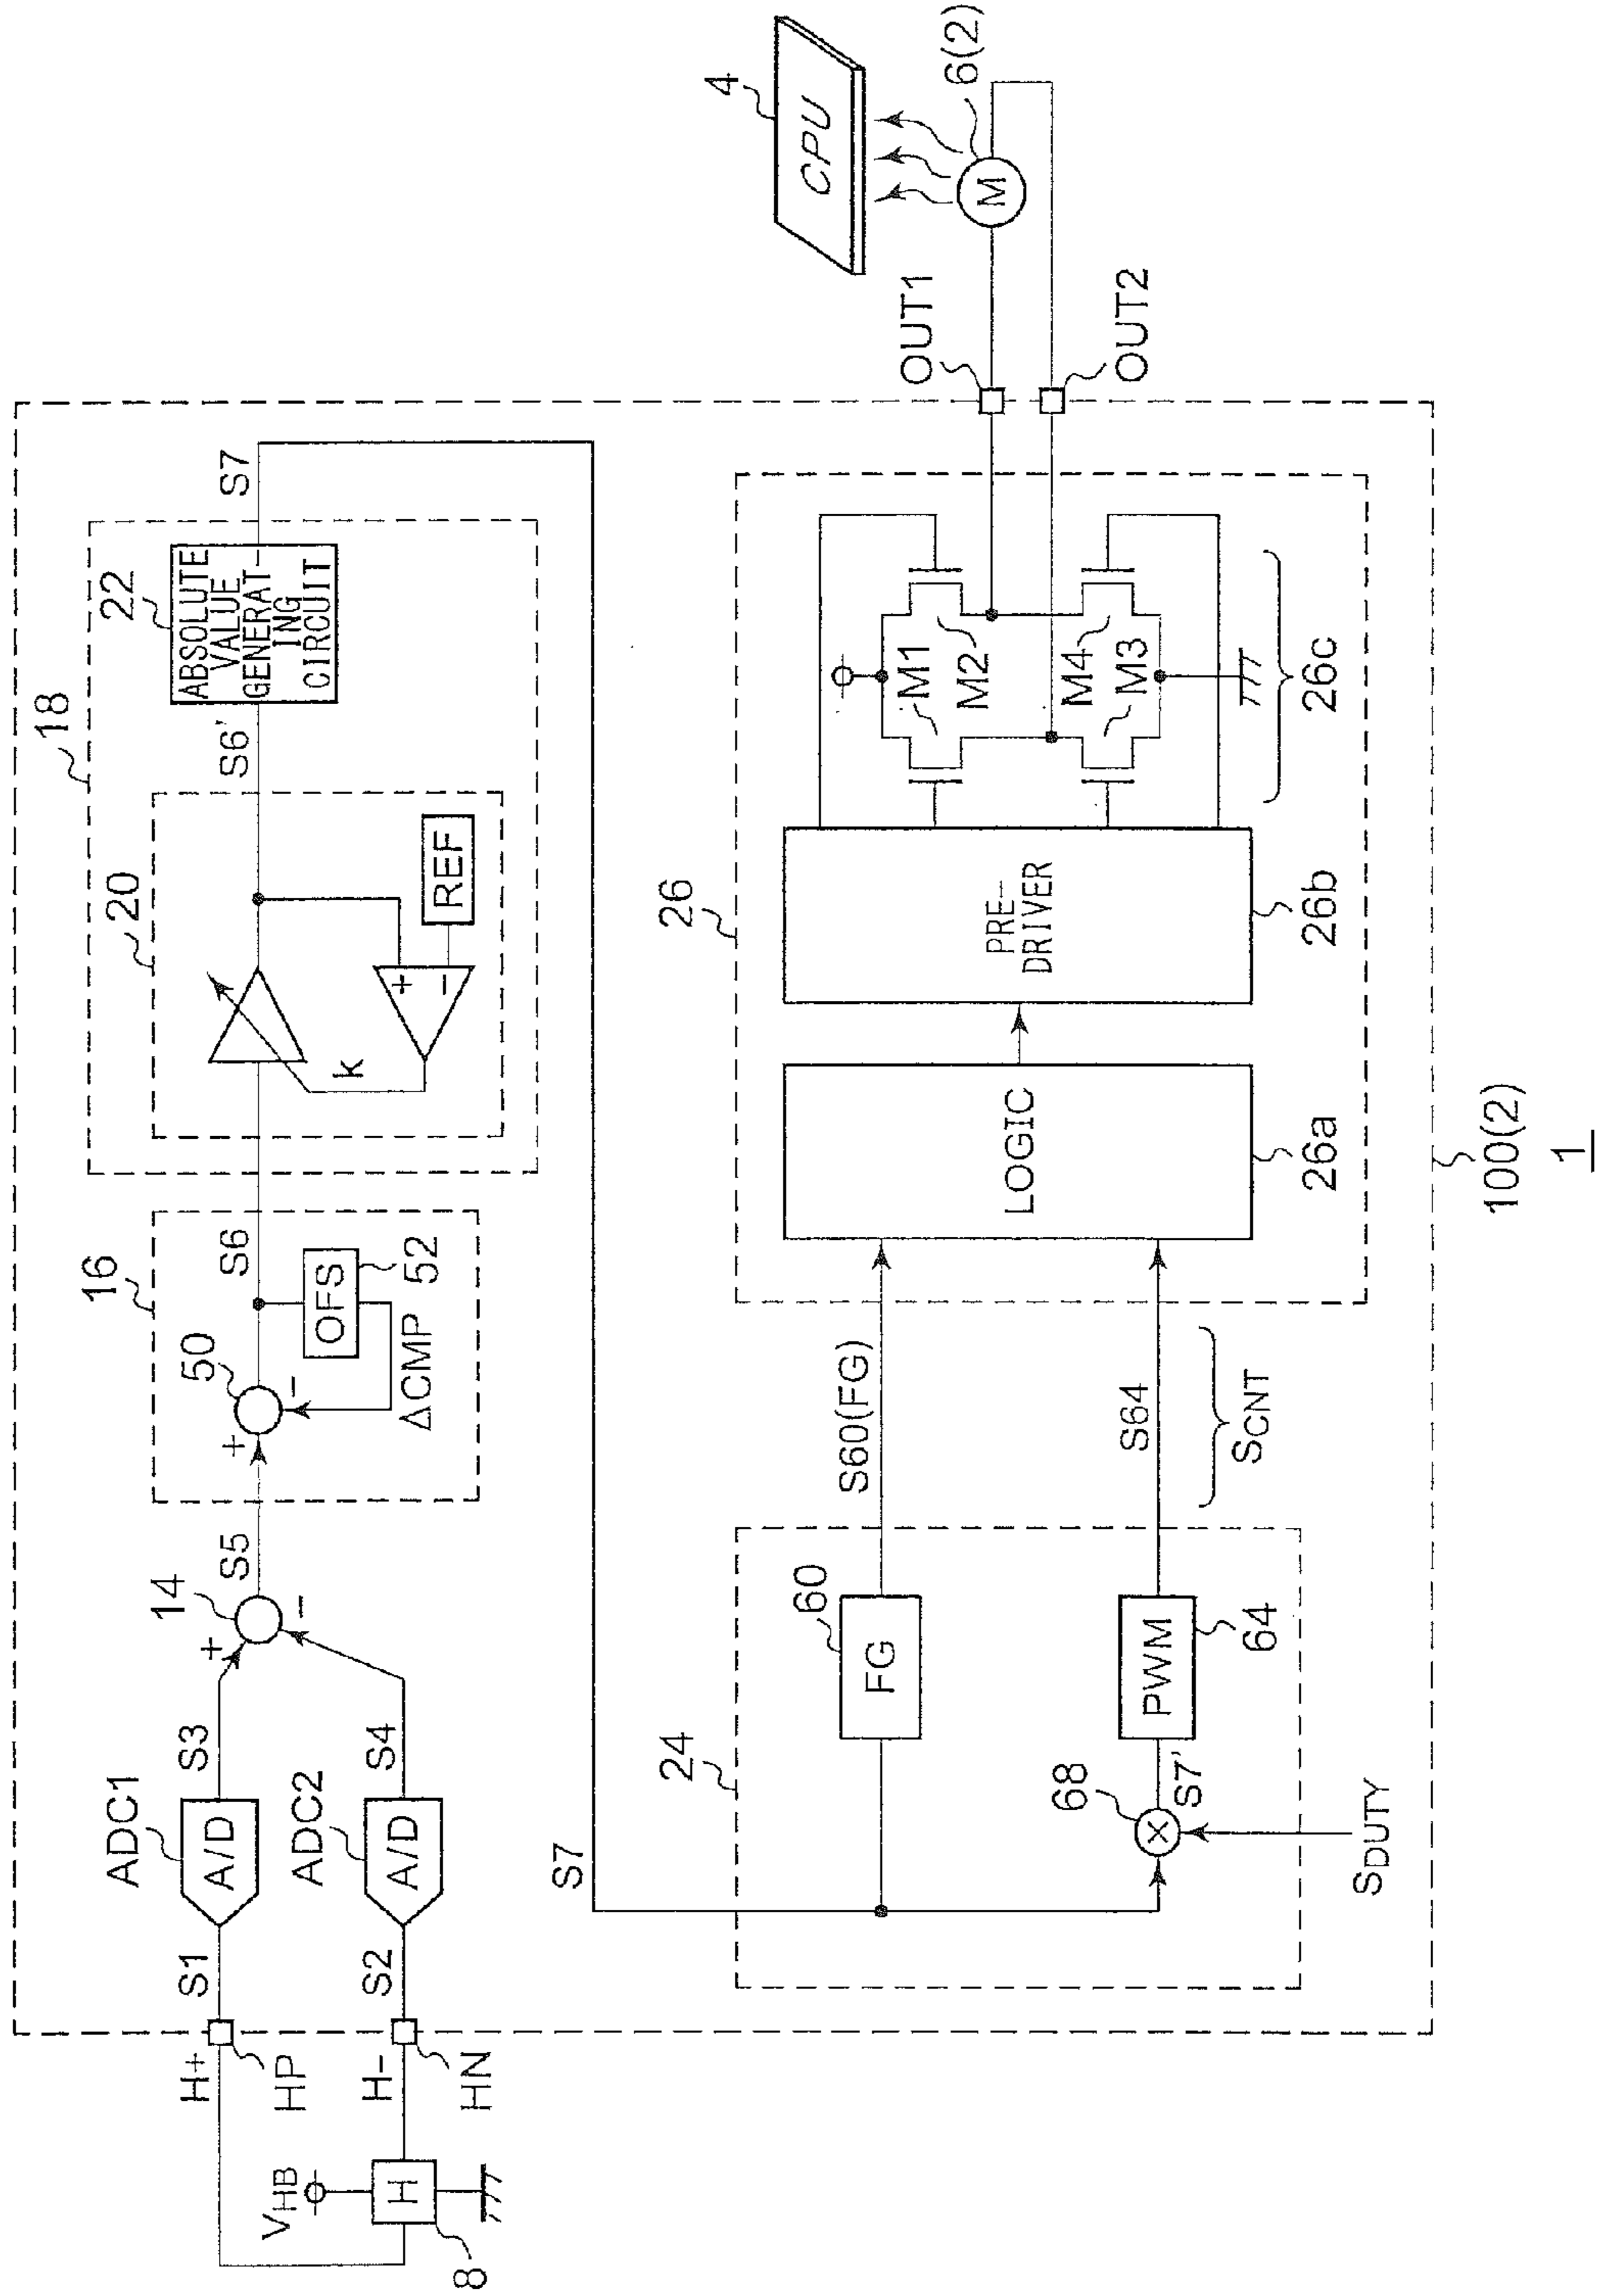 1
100(2)
8
H
VHB
H+
HP
H-
HN
S1
S2
ADC1
A/D
ADC2
A/D
S3
S4
14
+
-
S5
16
50
+
-
S6
OFS
52
ΔCMP
18
20
k
+
-
REF
S6'
22
ABSOLUTE
VALUE
GENERAT-
ING
CIRCUIT
S7
S7
24
60
FG
68
×
S7'
PWM
64
SDUTY
S60(FG)
S64
SCNT
26
LOGIC
26a
PRE-
DRIVER
26b
M1
M2
M4
M3
26c
OUT1
OUT2
M
6(2)
4
CPU